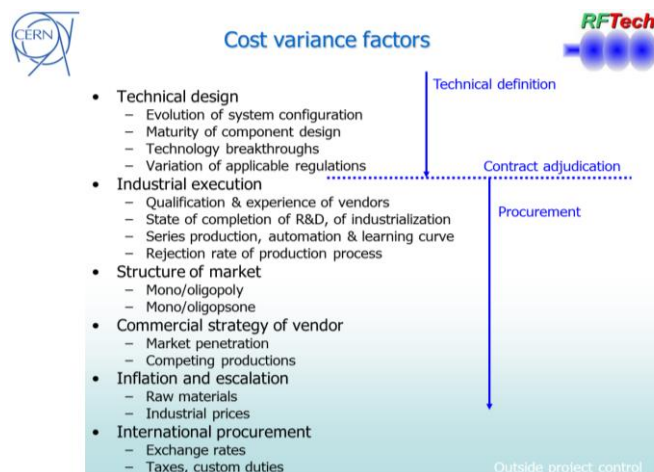 CERN
Cost variance factors
RFTech
• Technical design
– Evolution of system configuration
– Maturity of component design
– Technology breakthroughs
– Variation of applicable regulations
• Industrial execution
– Qualification & experience of vendors
– State of completion of R&D, of industrialization
– Series production, automation & learning curve
– Rejection rate of production process
• Structure of market
– Mono/oligopoly
– Mono/oligopsone
• Commercial strategy of vendor
– Market penetration
– Competing productions
• Inflation and escalation
– Raw materials
– Industrial prices
• International procurement
– Exchange rates
– Taxes, custom duties
Technical definition
Contract adjudication
Procurement
Outside project control